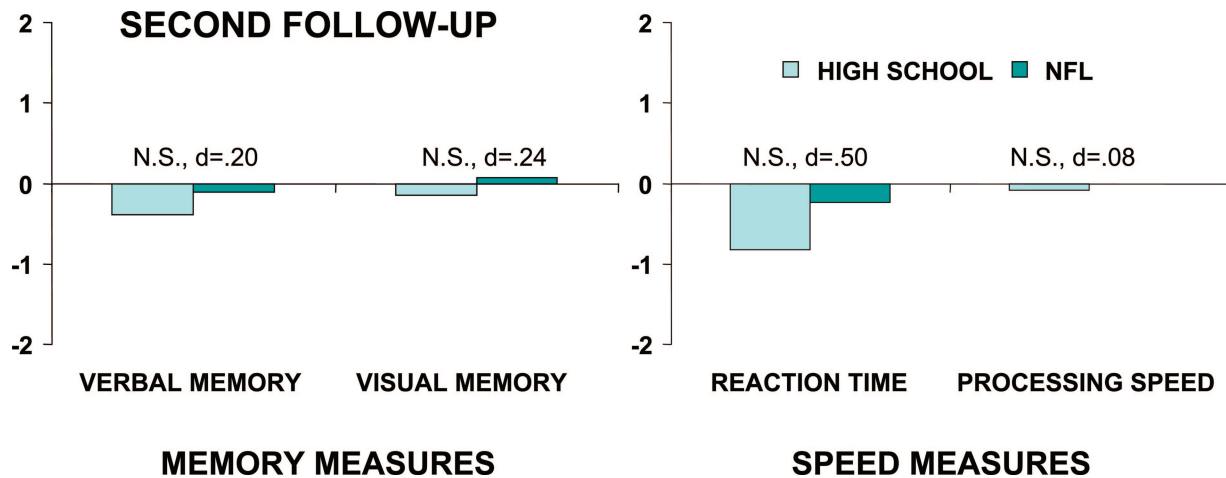 SECOND FOLLOW-UP
2
1
0
-1
-2
N.S., d=.20
N.S., d=.24
VERBAL MEMORY
VISUAL MEMORY
MEMORY MEASURES
2
1
0
-1
-2
HIGH SCHOOL
NFL
N.S., d=.50
N.S., d=.08
REACTION TIME
PROCESSING SPEED
SPEED MEASURES